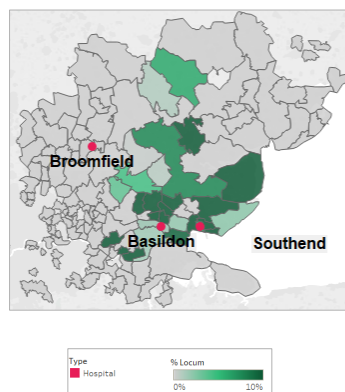 Broomfield
Basildon
Southend
Type
% Locum
Hospital
0%
10%